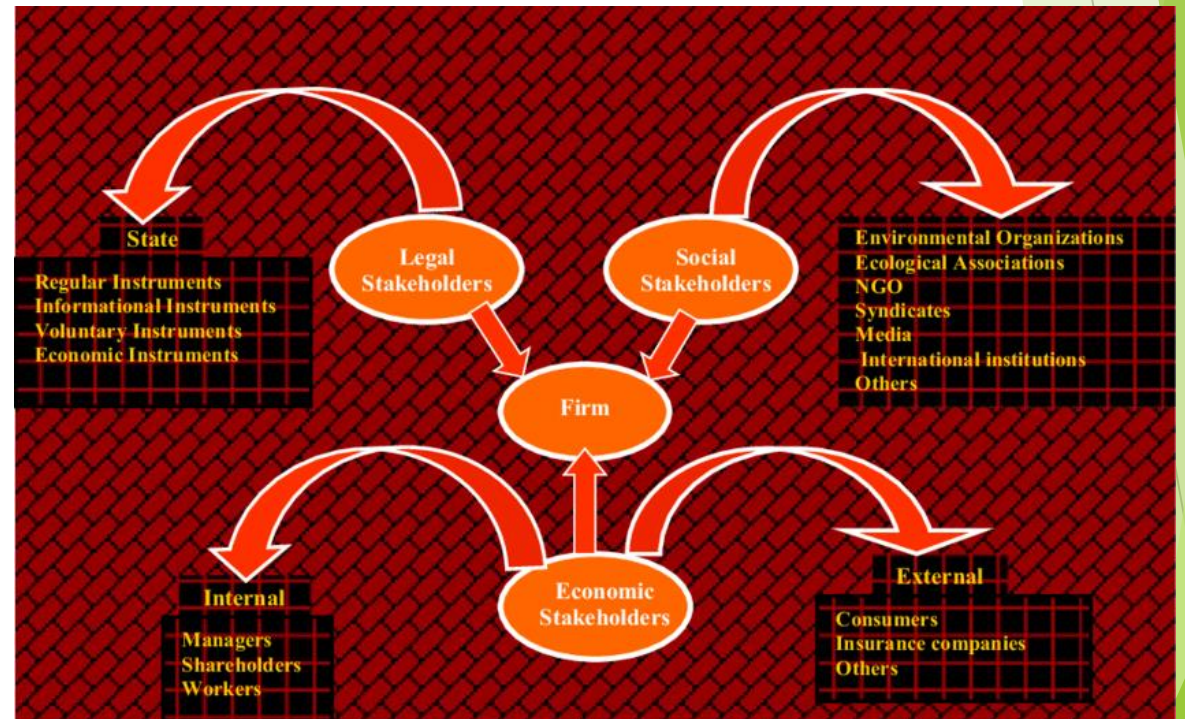 State
Regular Instruments
Informational Instruments
Voluntary Instruments
Economic Instruments
Legal
Stakeholders
Social
Stakeholders
Environmental Organizations
Ecological Associations
NGO
Syndicates
Media
International institutions
Others
Firm
Internal
Managers
Shareholders
Workers
Economic
Stakeholders
External
Consumers
Insurance companies
Others